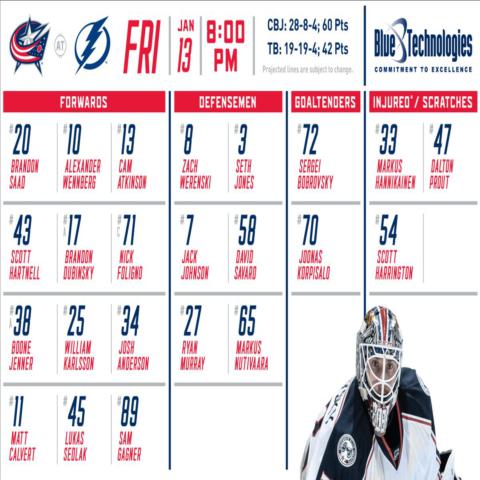 AT
FRI
JAN
13
8:00
PM
CBJ: 28-8-4; 60 Pts
TB: 19-19-4; 42 Pts
Projected lines are subject to change.
Blue Technologies
COMMITMENT TO EXCELLENCE
FORWARDS
#20
BRANDON
SAAD
#10
ALEXANDER
WENNBERG
#13
CAM
ATKINSON
#43
SCOTT
HARTNELL
#17
A
BRANDON
DUBINSKY
#71
C
NICK
FOLIGNO
#38
A
BOONE
JENNER
#25
WILLIAM
KARLSSON
#34
JOSH
ANDERSON
#11
MATT
CALVERT
#45
LUKAS
SEDLAK
#89
SAM
GAGNER
DEFENSEMEN
#8
ZACH
WERENSKI
#3
SETH
JONES
#7
JACK
JOHNSON
#58
DAVID
SAVARD
#27
RYAN
MURRAY
#65
MARKUS
NUTIVAARA
GOALTENDERS
#72
SERGEI
BOBROVSKY
#70
JOONAS
KORPISALO
INJURED*/ SCRATCHES
#33
MARKUS
HANNIKAINEN
#47
DALTON
PROUT
#54
SCOTT
HARRINGTON